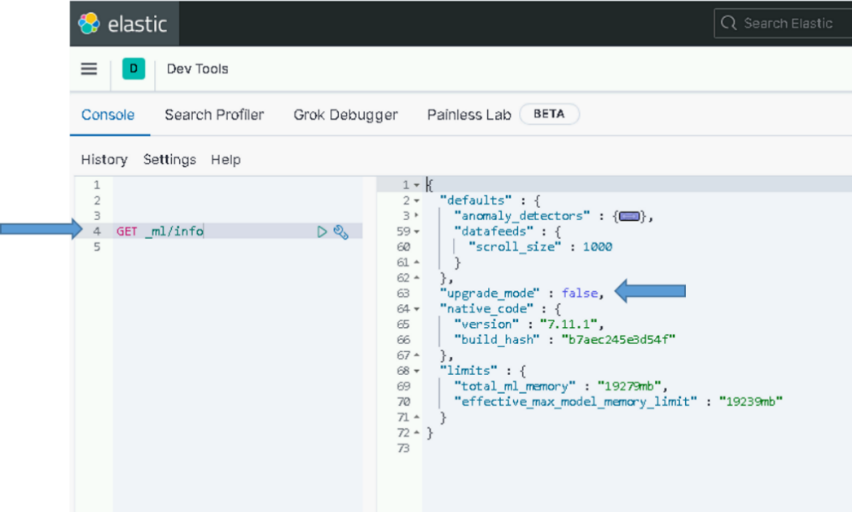 elastic
Search Elastic
D Dev Tools
Console Search Profiler Grok Debugger Painless Lab BETA
History Settings Help
1
2
3
4 GET _ml/info
5
1 {
2 "defaults" : {
3 "anomaly_detectors" : {},
59 "datafeeds" : {
60 "scroll_size" : 1000
61 }
62 },
63 "upgrade_mode" : false,
64 "native_code" : {
65 "version" : "7.11.1",
66 "build_hash" : "b7aec245e3d54f"
67 },
68 "limits" : {
69 "total_ml_memory" : "19279mb",
70 "effective_max_model_memory_limit" : "19239mb"
71 }
72 }
73